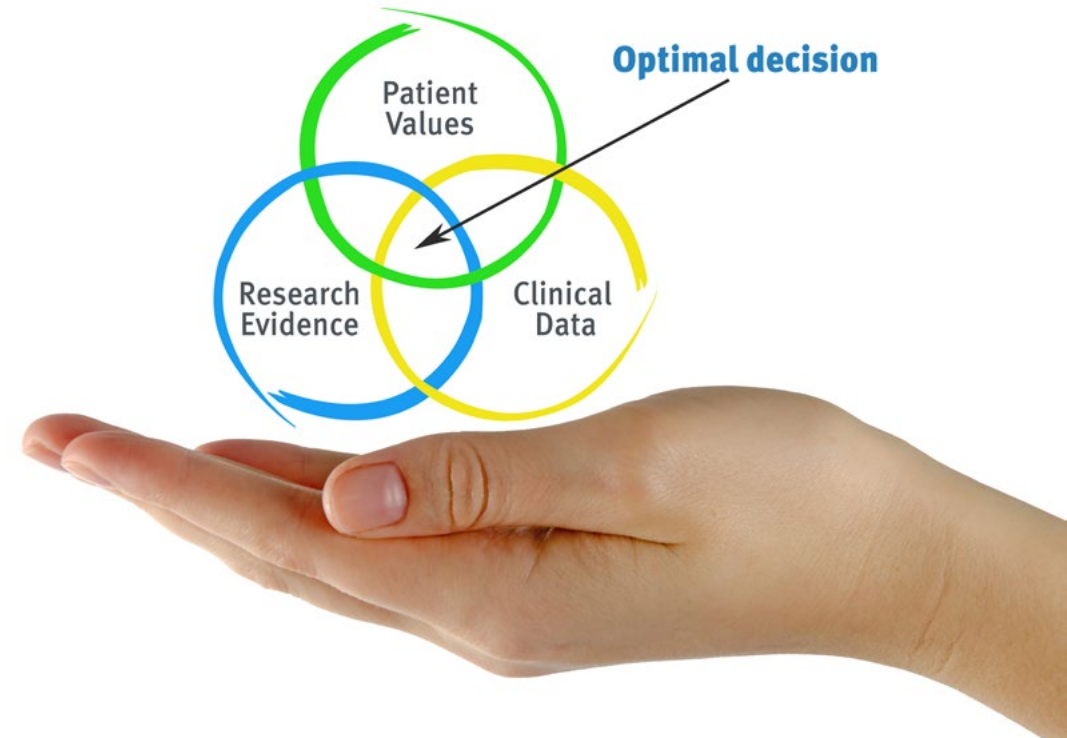 Optimal decision
Patient
Values
Research
Evidence
Clinical
Data